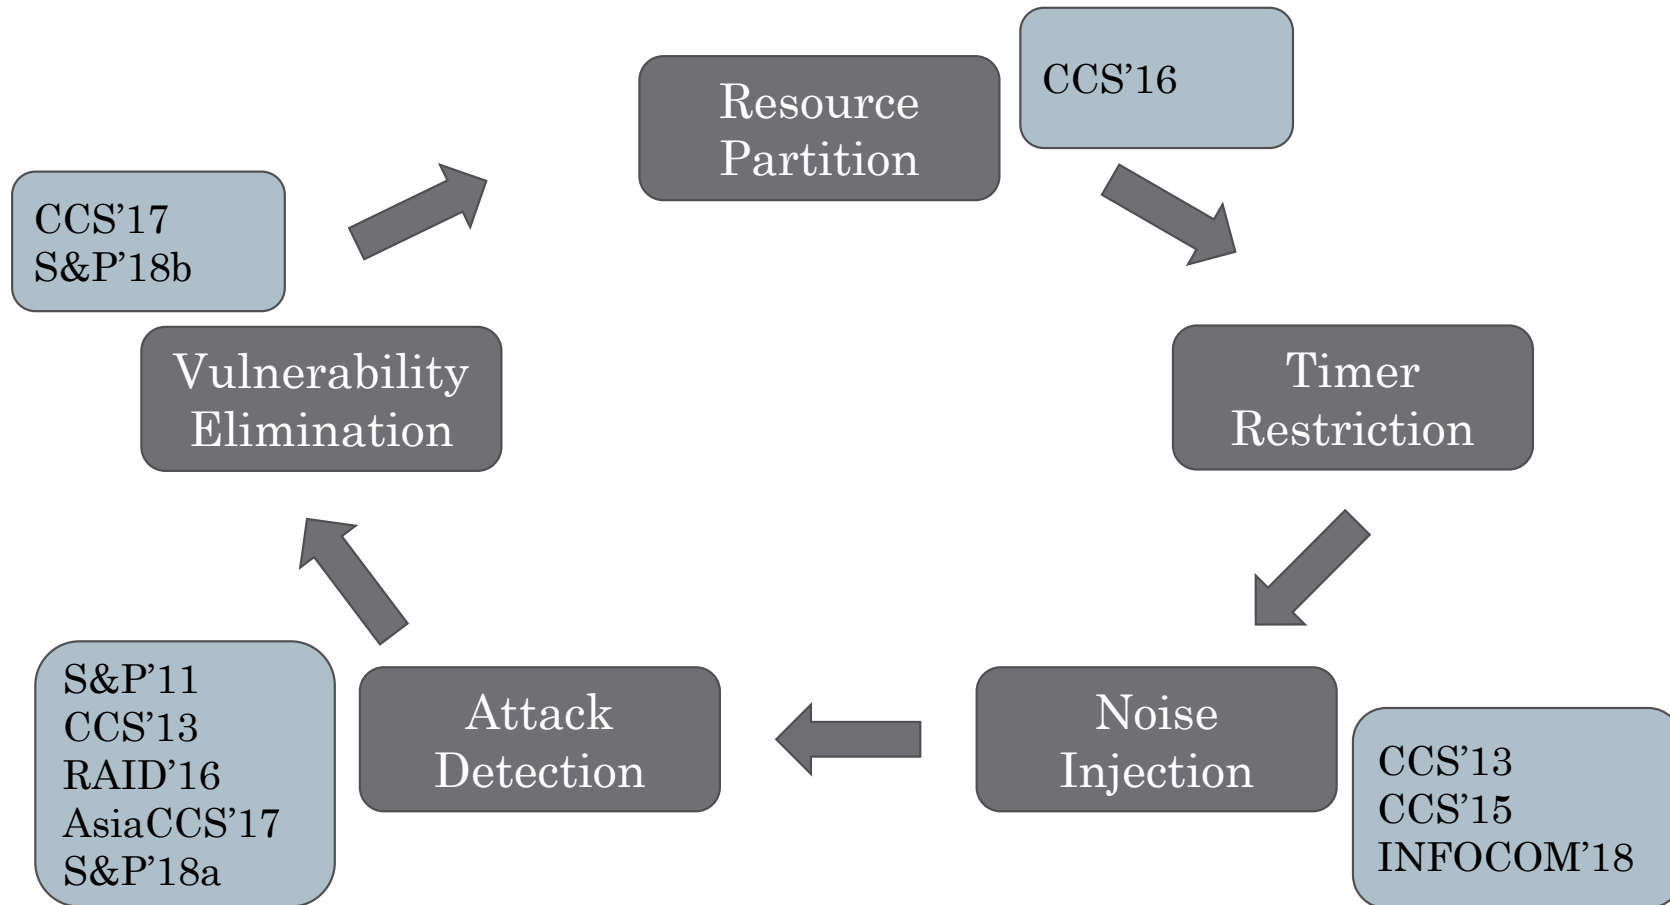 Resource
Partition
CCS’16
CCS’17
S&P’18b
Vulnerability
Elimination
Timer
Restriction
S&P’11
CCS’13
RAID’16
AsiaCCS’17
S&P’18a
Attack
Detection
Noise
Injection
CCS’13
CCS’15
INFOCOM’18